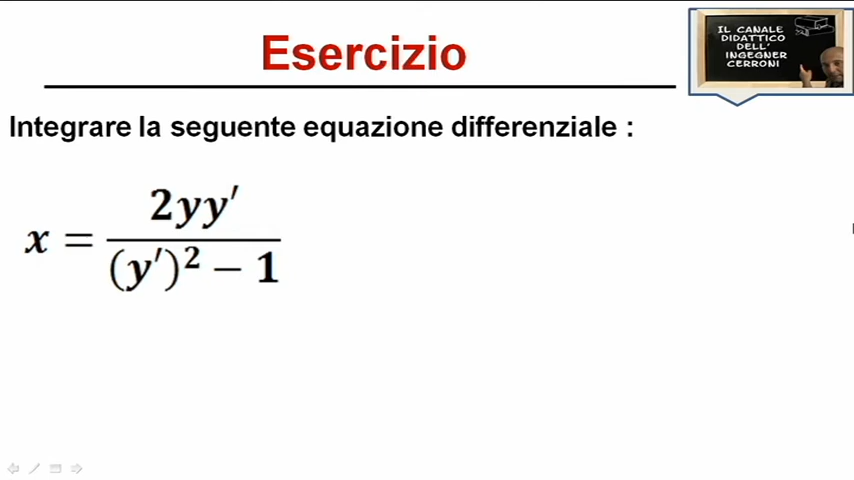 Esercizio
IL CANALE
DIDATTICO
DELL'
INGEGNER
CERRONI
Integrare la seguente equazione differenziale :
x = 2yy′ / (y′)² − 1